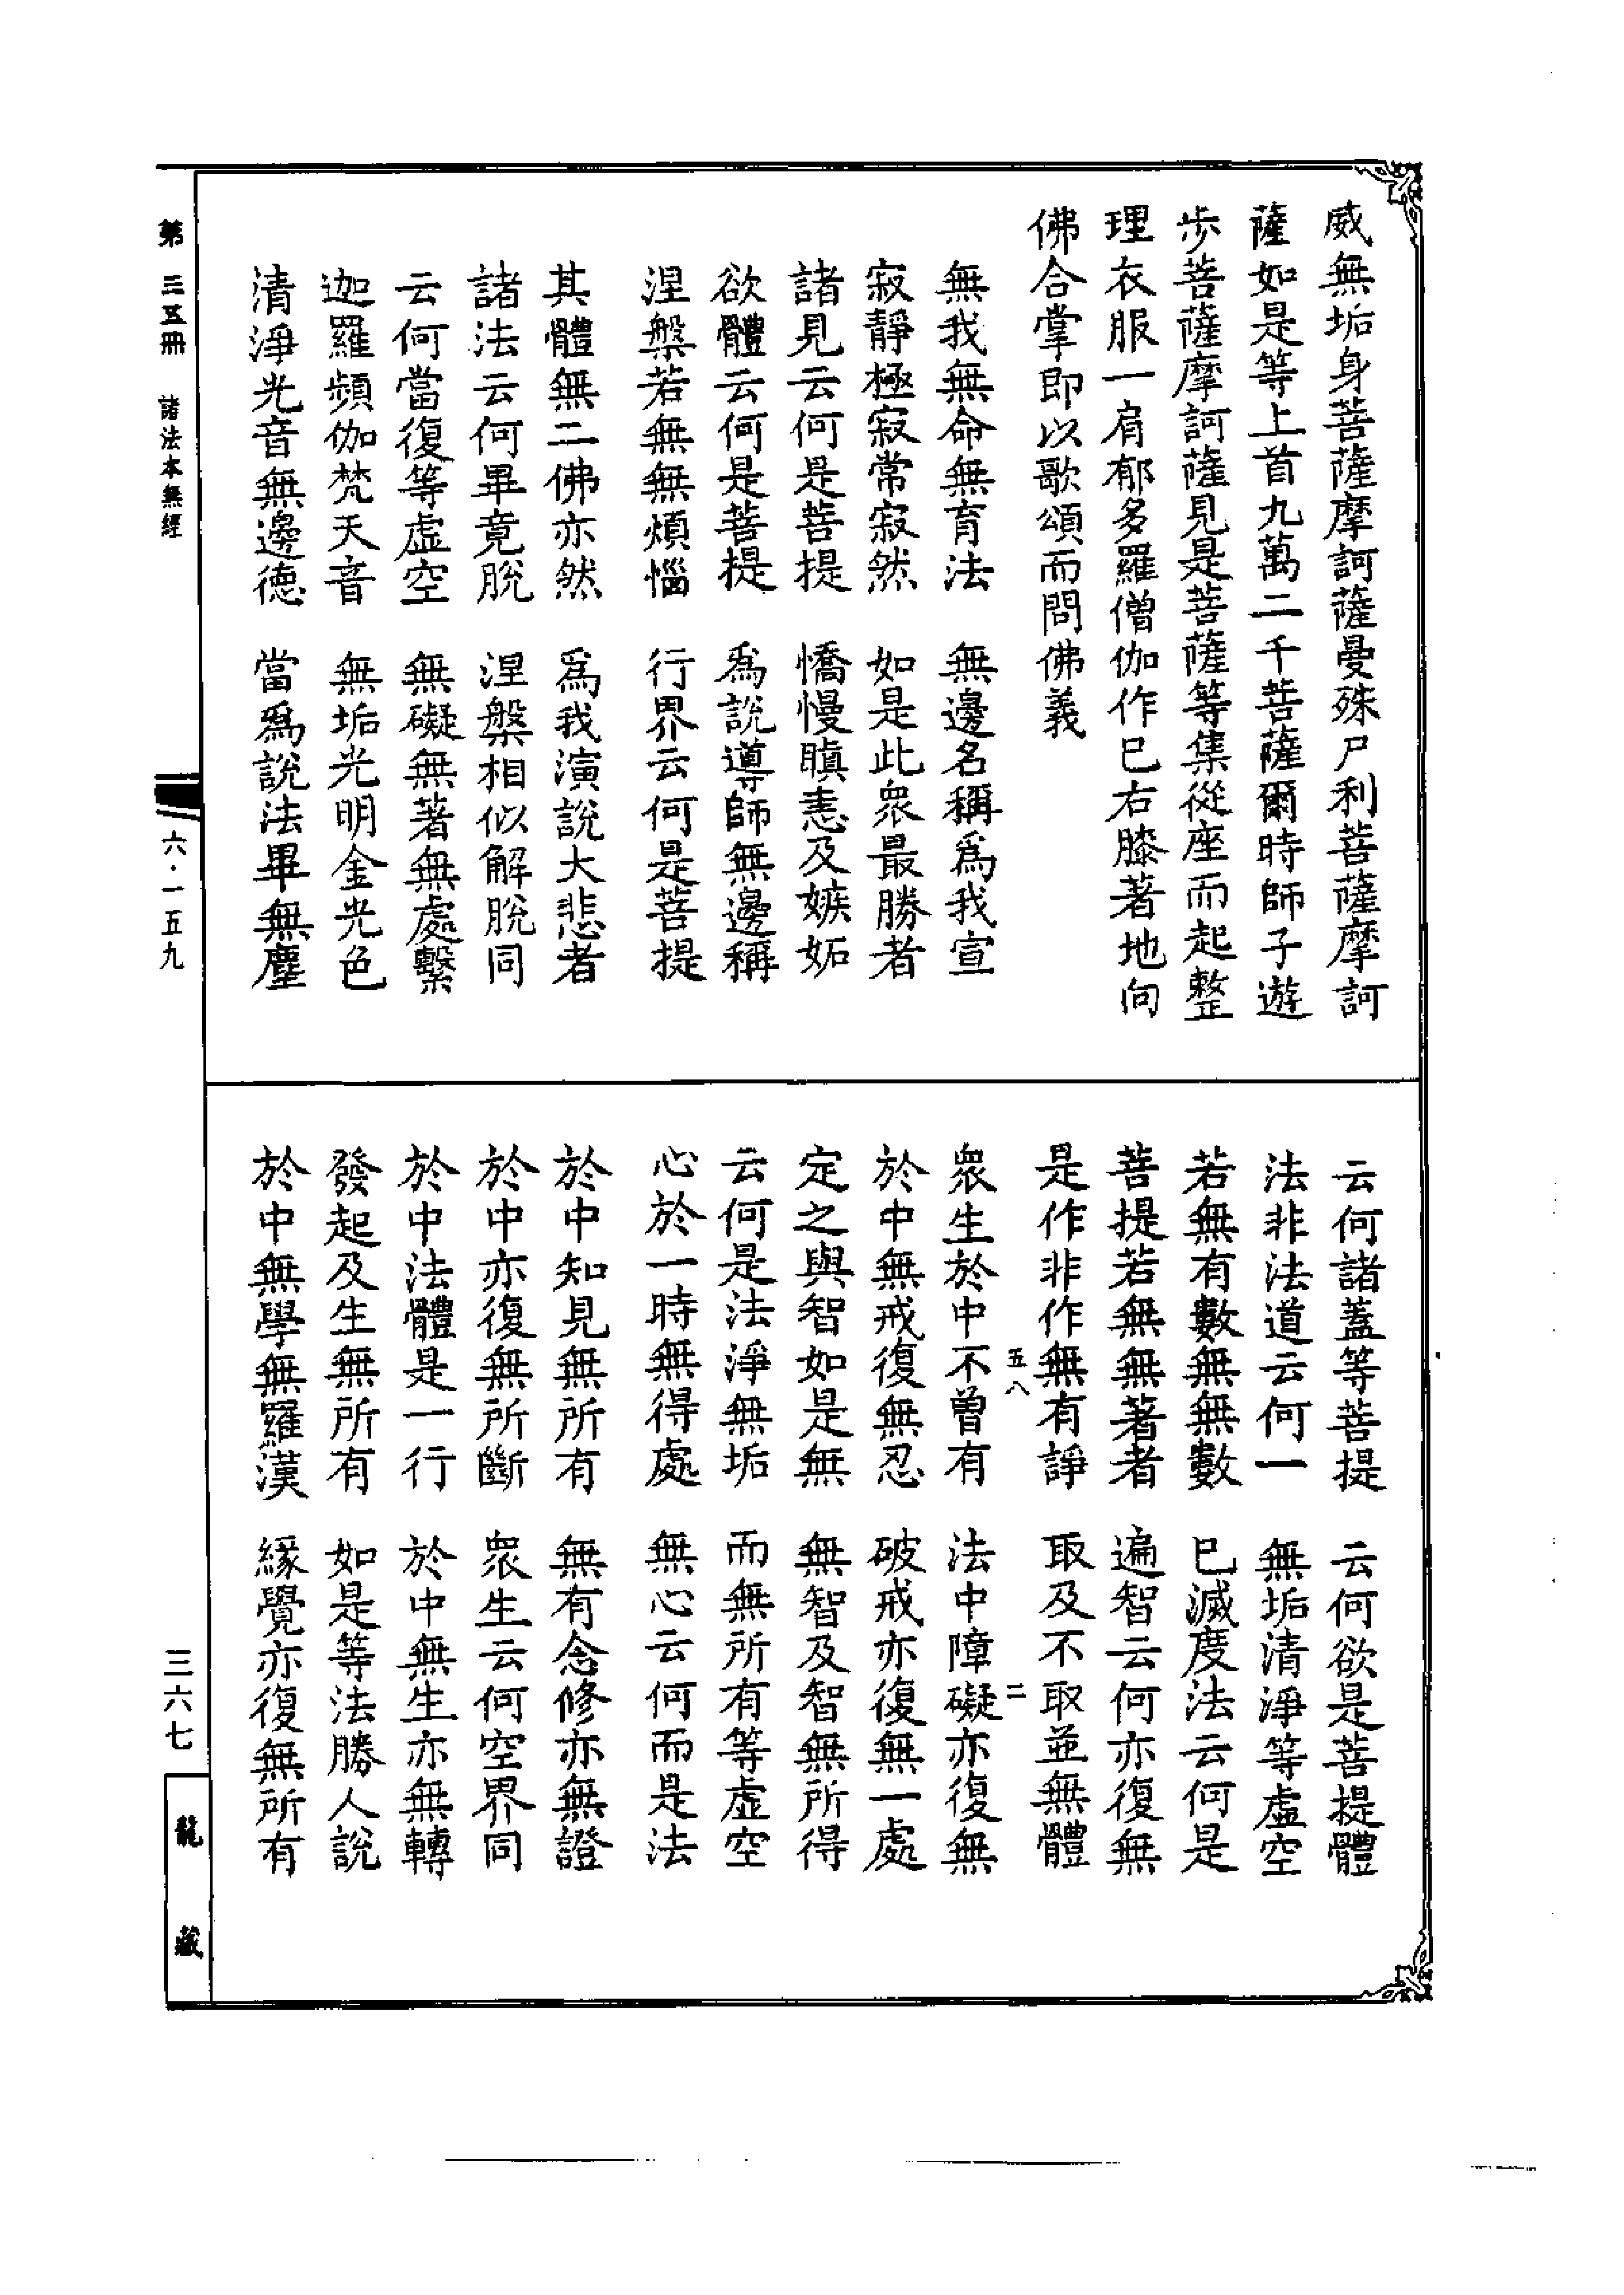 威無垢身菩薩摩訶薩曼殊尸利菩薩摩訶
薩如是等上首九萬二千菩薩爾時師子遊
步菩薩摩訶薩見是菩薩等集從座而起整
理衣服一肩郁多羅僧伽作已右膝著地向
佛合掌即以歌頌而問佛義
無我無命無育法　無邊名稱爲我宣
寂靜極寂常寂然　如是此衆最勝者
諸見云何是菩提　憍慢瞋恚及嫉妬
欲體云何是菩提　爲說導師無邊稱
涅槃若無無煩惱　行界云何是菩提
其體無二佛亦然　爲我演說大悲者
諸法云何畢竟脫　涅槃相似解脫同
云何當復等虛空　無礙無著無處繫
迦羅頻伽梵天音　無垢光明金光色
清淨光音無邊德　當爲說法畢無塵
云何諸蓋等菩提　云何欲是菩提體
法非法道云何一　無垢清淨等虛空
若無有數無無數　已滅度法云何是
菩提若無無著者　遍智云何亦復無
是作非作無有諍　取及不取並無體
五八　二
衆生於中不曾有　法中障礙亦復無
於中無戒復無忍　破戒亦復無一處
定之與智如是無　無智及智無所得
云何是法淨無垢　而無所有等虛空
心於一時無得處　無心云何而是法
於中知見無所有　無有念修亦無證
於中亦復無所斷　衆生云何空界同
於中法體是一行　於中無生亦無轉
發起及生無所有　如是等法勝人說
於中無學無羅漢　緣覺亦復無所有
第三五冊　諸法本無經
六・一五九
三六七
龍藏